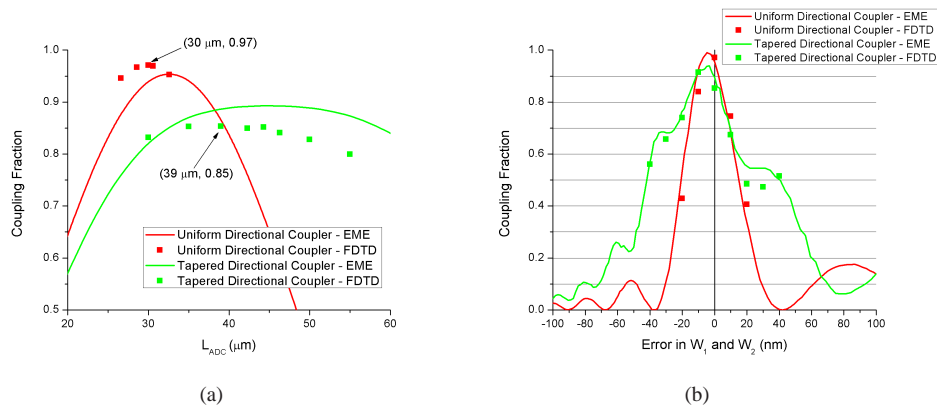 (30 μm, 0.97)
1.0
0.9
0.8
0.7
0.6
0.5
Coupling Fraction
(39 μm, 0.85)
Uniform Directional Coupler - EME
Uniform Directional Coupler - FDTD
Tapered Directional Coupler - EME
Tapered Directional Coupler - FDTD
20 30 40 50 60
L_ADC (μm)
(a)
Uniform Directional Coupler - EME
Uniform Directional Coupler - FDTD
Tapered Directional Coupler - EME
Tapered Directional Coupler - FDTD
1.0
0.8
0.6
0.4
0.2
0.0
Coupling Fraction
-100 -80 -60 -40 -20 0 20 40 60 80 100
Error in W₁ and W₂ (nm)
(b)